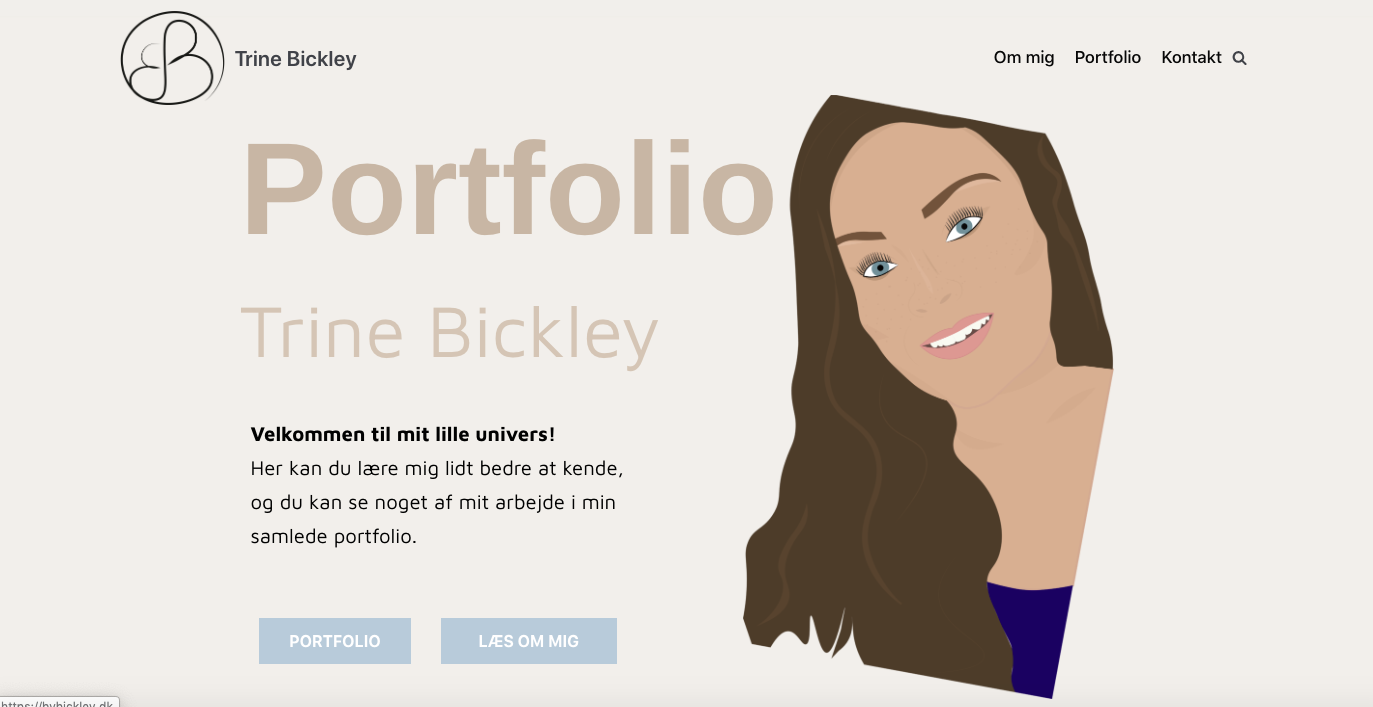 Trine Bickley
Om mig Portfolio Kontakt
Portfolio
Trine Bickley
Velkommen til mit lille univers!
Her kan du lære mig lidt bedre at kende,
og du kan se noget af mit arbejde i min
samlede portfolio.
PORTFOLIO LÆS OM MIG
https://bybickley.dk